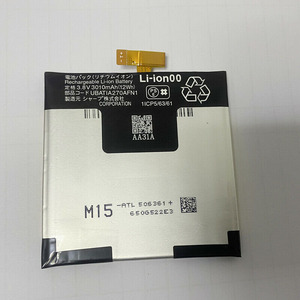 電池パック(リチウムイオン)
Rechargeable Li-ion Battery
定格 3.8V 3010mAh(12Wh)
部品コード UBATIA270AFN1
製造元 シャープ株式会社
CORPORATION
Li-ion00
1ICP5/63/61
AA31A
M15
-ATL 506361+
650G522E3